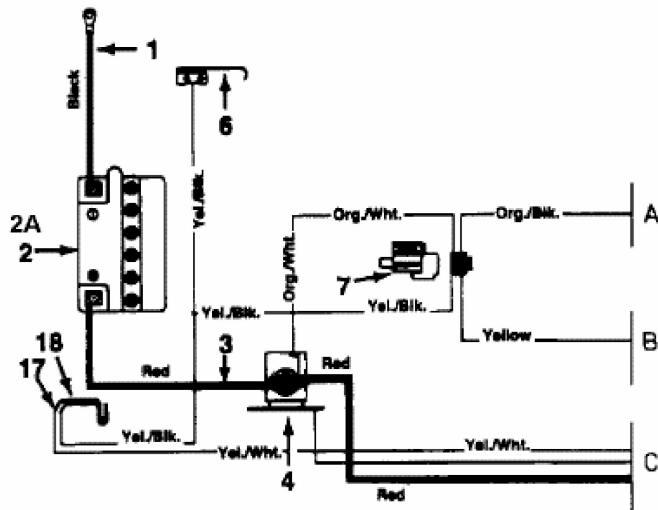 1
Black
6
Yel./Blk.
2A
2
Org./Wht.
Org./Blk.
A
Org./Wht.
7
Yel./Blk.
Yel./Blk.
Yellow
B
18
17
Red
3
Red
Yel./Blk.
Yel./Wht.
4
Yel./Wht.
C
Red